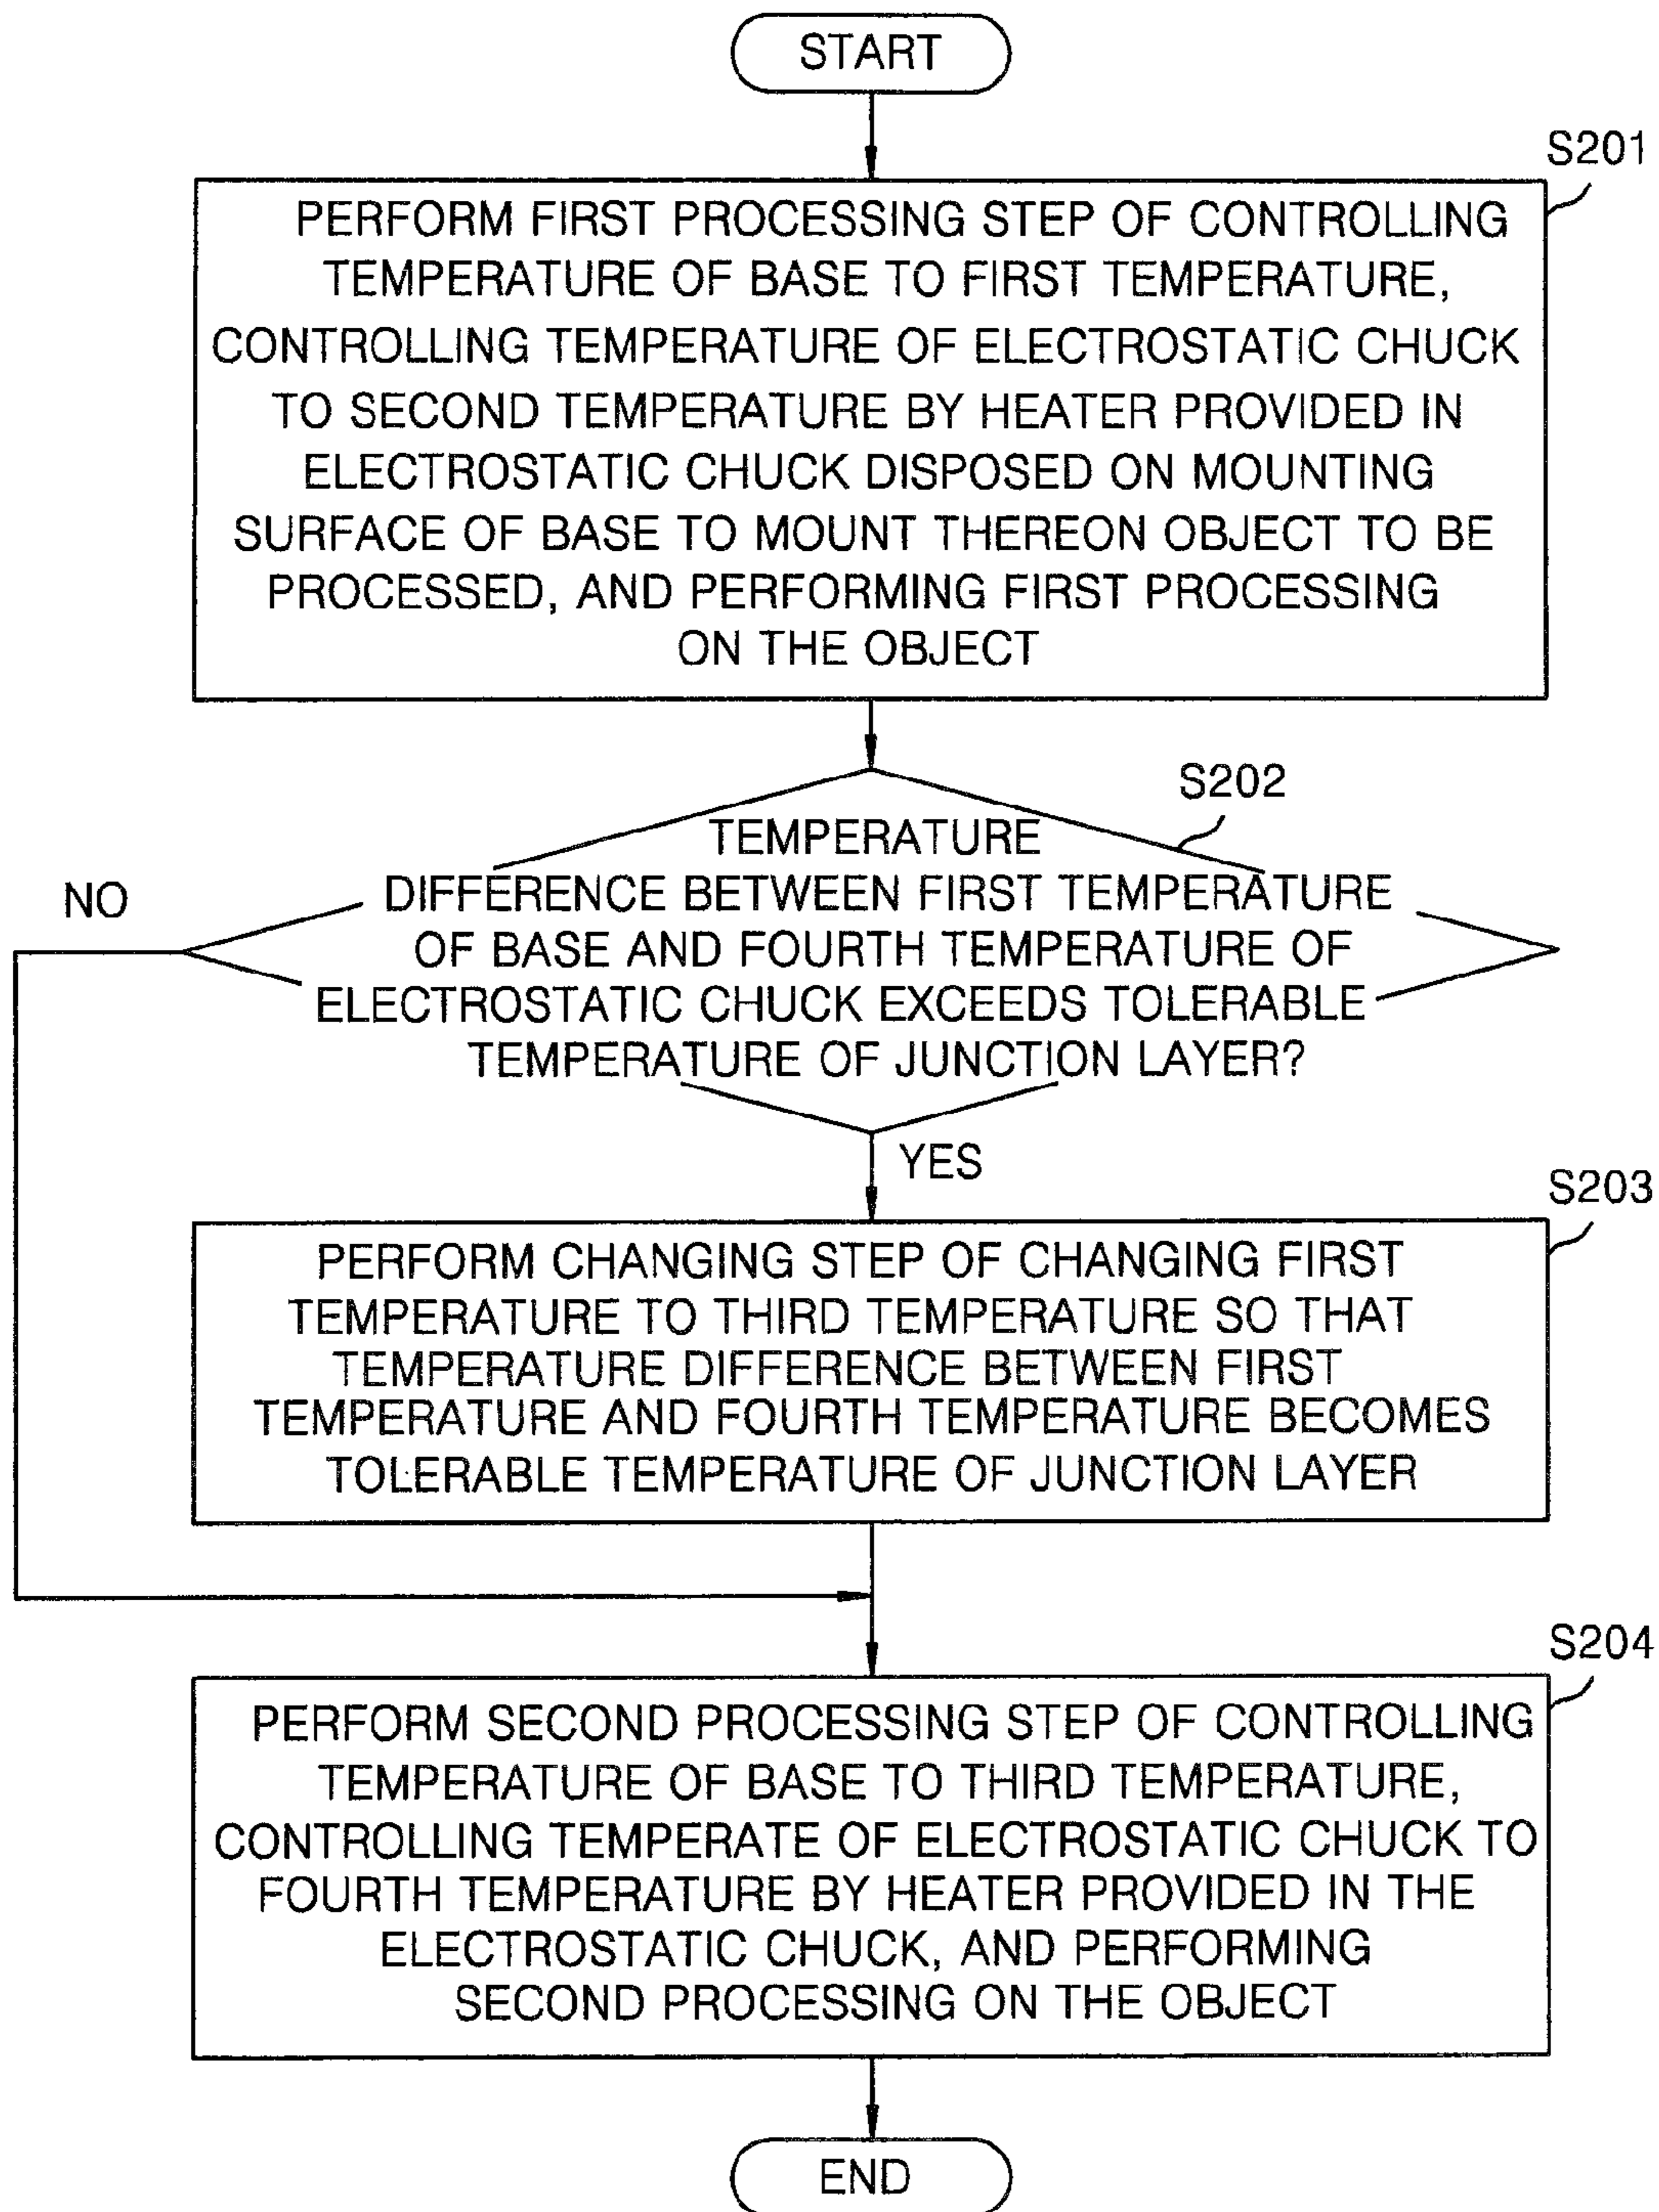 START
S201
PERFORM FIRST PROCESSING STEP OF CONTROLLING
TEMPERATURE OF BASE TO FIRST TEMPERATURE,
CONTROLLING TEMPERATURE OF ELECTROSTATIC CHUCK
TO SECOND TEMPERATURE BY HEATER PROVIDED IN
ELECTROSTATIC CHUCK DISPOSED ON MOUNTING
SURFACE OF BASE TO MOUNT THEREON OBJECT TO BE
PROCESSED, AND PERFORMING FIRST PROCESSING
ON THE OBJECT
S202
TEMPERATURE
DIFFERENCE BETWEEN FIRST TEMPERATURE
OF BASE AND FOURTH TEMPERATURE OF
ELECTROSTATIC CHUCK EXCEEDS TOLERABLE
TEMPERATURE OF JUNCTION LAYER?
NO
YES
S203
PERFORM CHANGING STEP OF CHANGING FIRST
TEMPERATURE TO THIRD TEMPERATURE SO THAT
TEMPERATURE DIFFERENCE BETWEEN FIRST
TEMPERATURE AND FOURTH TEMPERATURE BECOMES
TOLERABLE TEMPERATURE OF JUNCTION LAYER
S204
PERFORM SECOND PROCESSING STEP OF CONTROLLING
TEMPERATURE OF BASE TO THIRD TEMPERATURE,
CONTROLLING TEMPERATE OF ELECTROSTATIC CHUCK TO
FOURTH TEMPERATURE BY HEATER PROVIDED IN THE
ELECTROSTATIC CHUCK, AND PERFORMING
SECOND PROCESSING ON THE OBJECT
END